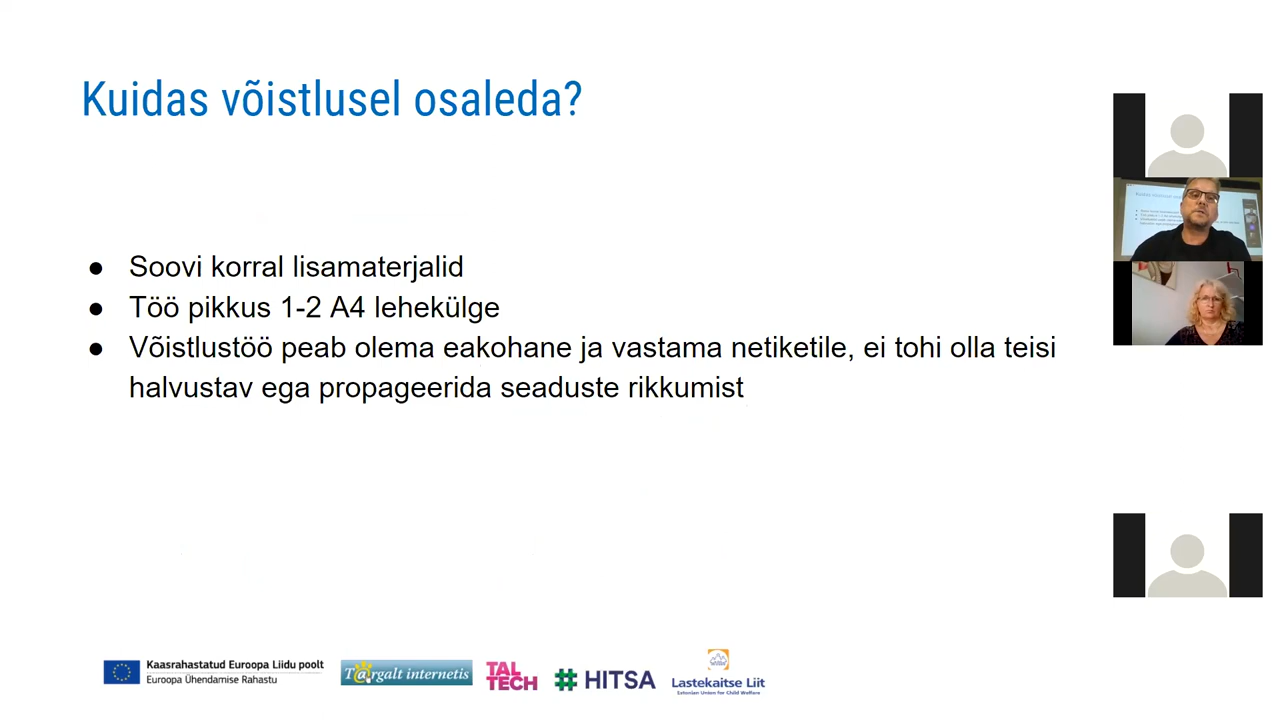 Kuidas võistlusel osaleda?
● Soovi korral lisamaterjalid
● Töö pikkus 1-2 A4 lehekülge
● Võistlustöö peab olema eakohane ja vastama netiketile, ei tohi olla teisi
halvustav ega propageerida seaduste rikkumist
Kaasrahastatud Euroopa Liidu poolt
Euroopa Ühendamise Rahastu
T@rgalt internetis
TAL
TECH
# HITSA
Lastekaitse Liit
Estonian Union for Child Welfare